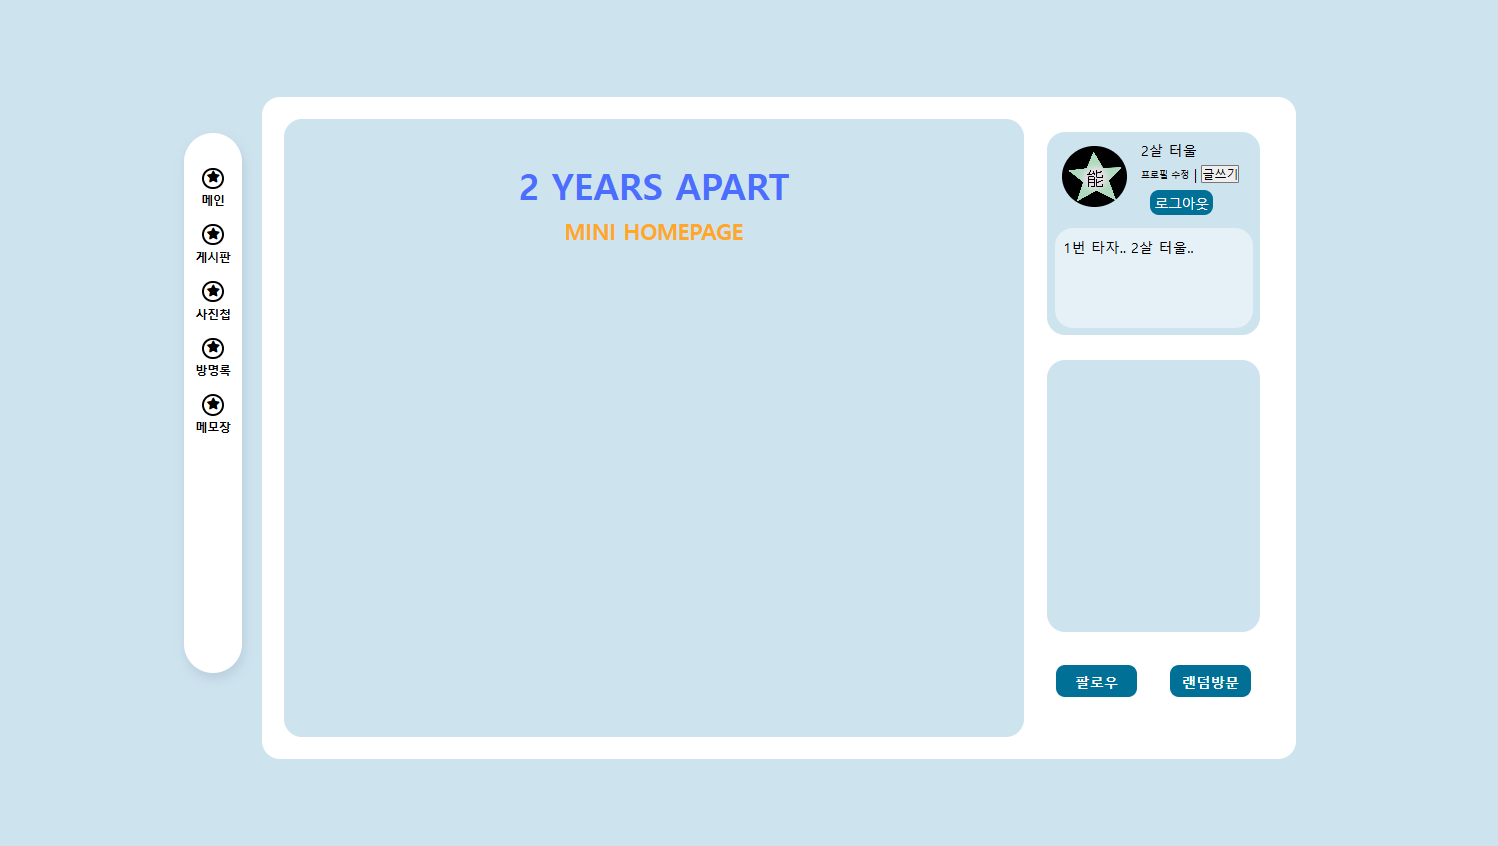 메인
게시판
사진첩
방명록
메모장
2 YEARS APART
MINI HOMEPAGE
能
2살 터울
프로필 수정 | 글쓰기
로그아웃
1번 타자.. 2살 터울..
팔로우 랜덤방문